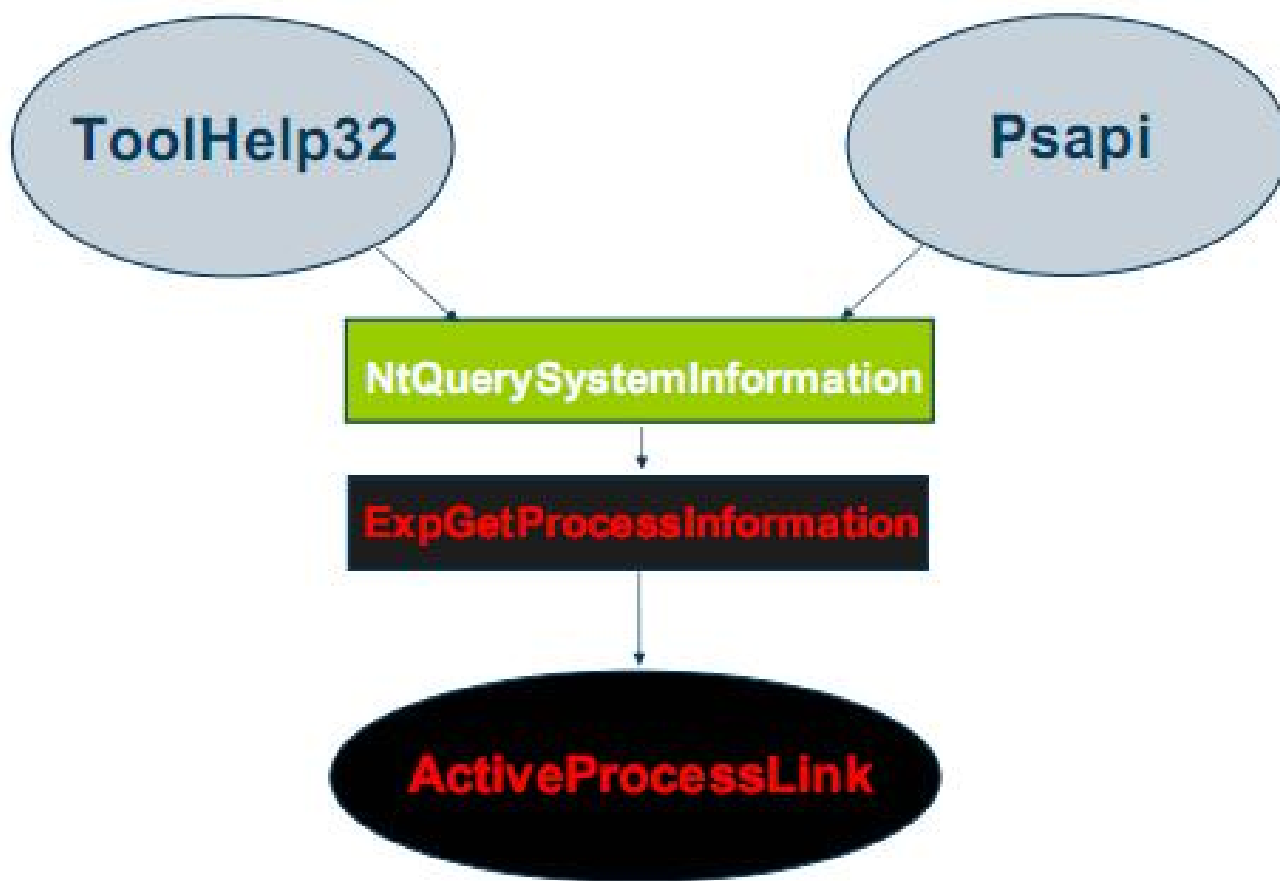 ToolHelp32
Psapi
NtQuerySystemInformation
ExpGetProcessInformation
ActiveProcessLink